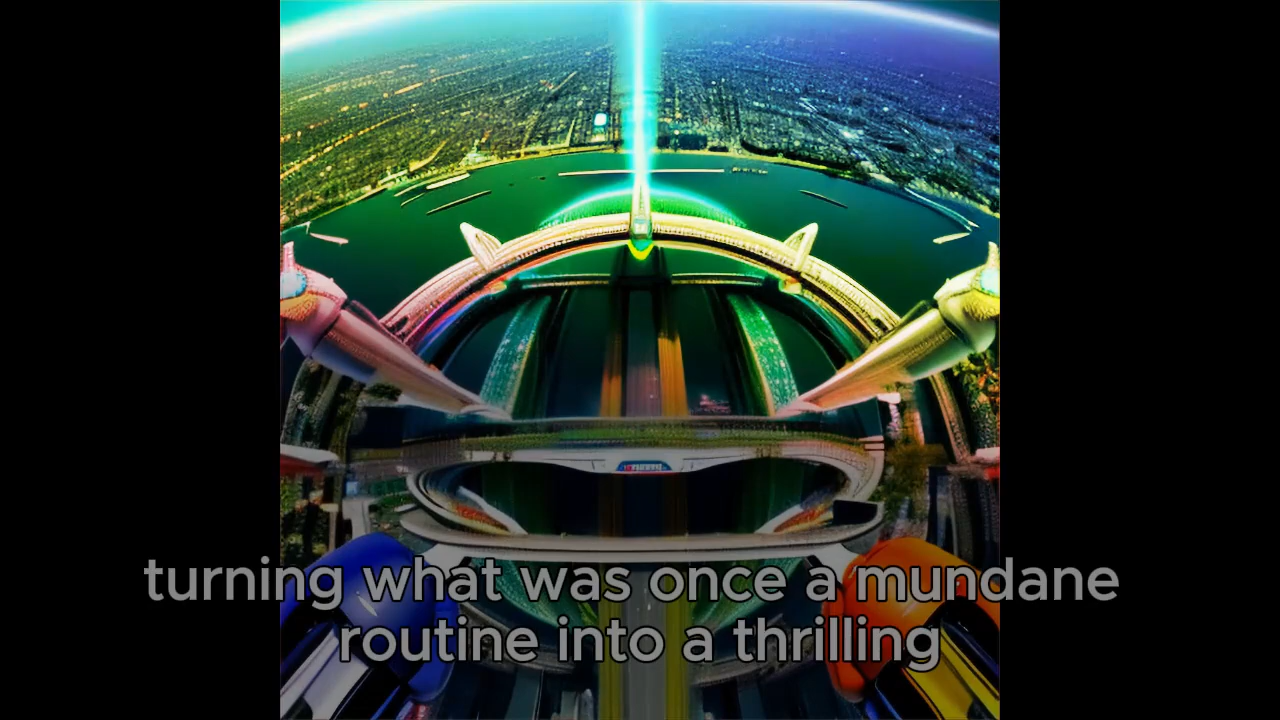 turning what was once a mundane
routine into a thrilling